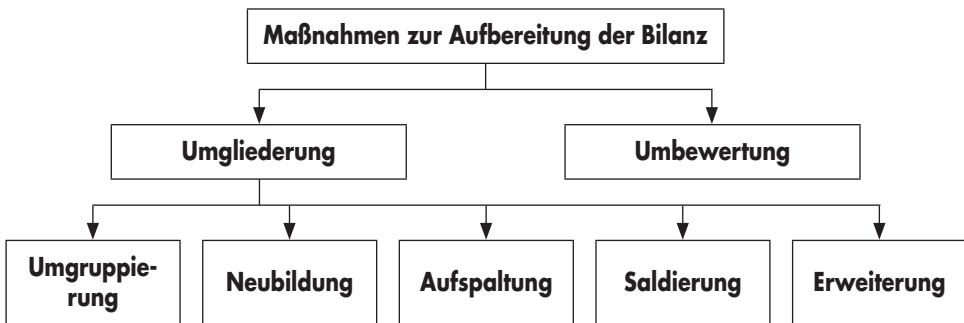 Maßnahmen zur Aufbereitung der Bilanz
Umgliederung
Umbewertung
Umgruppie-
rung
Neubildung
Aufspaltung
Saldierung
Erweiterung